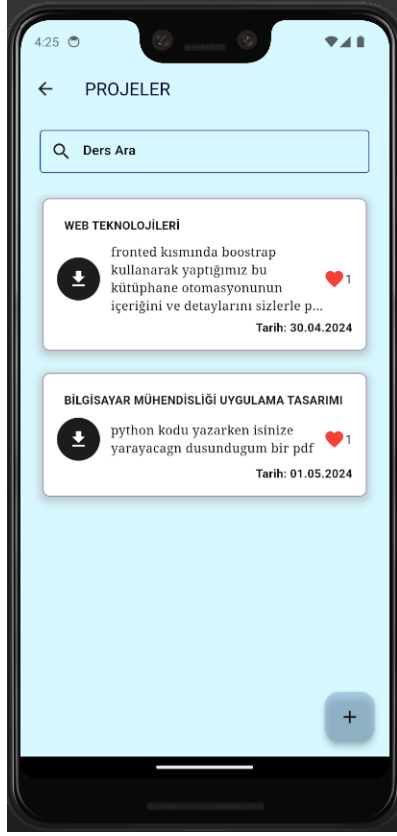 4:25
PROJELER
Ders Ara
WEB TEKNOLOJİLERİ
fronted kısmında boostrap
kullanarak yaptığımız bu
kütüphane otomasyonunun
içeriğini ve detaylarını sizlerle p...
1
Tarih: 30.04.2024
BİLGİSAYAR MÜHENDİSLİĞİ UYGULAMA TASARIMI
python kodu yazarken isinize
yarayacagn dusundugum bir pdf
1
Tarih: 01.05.2024
+